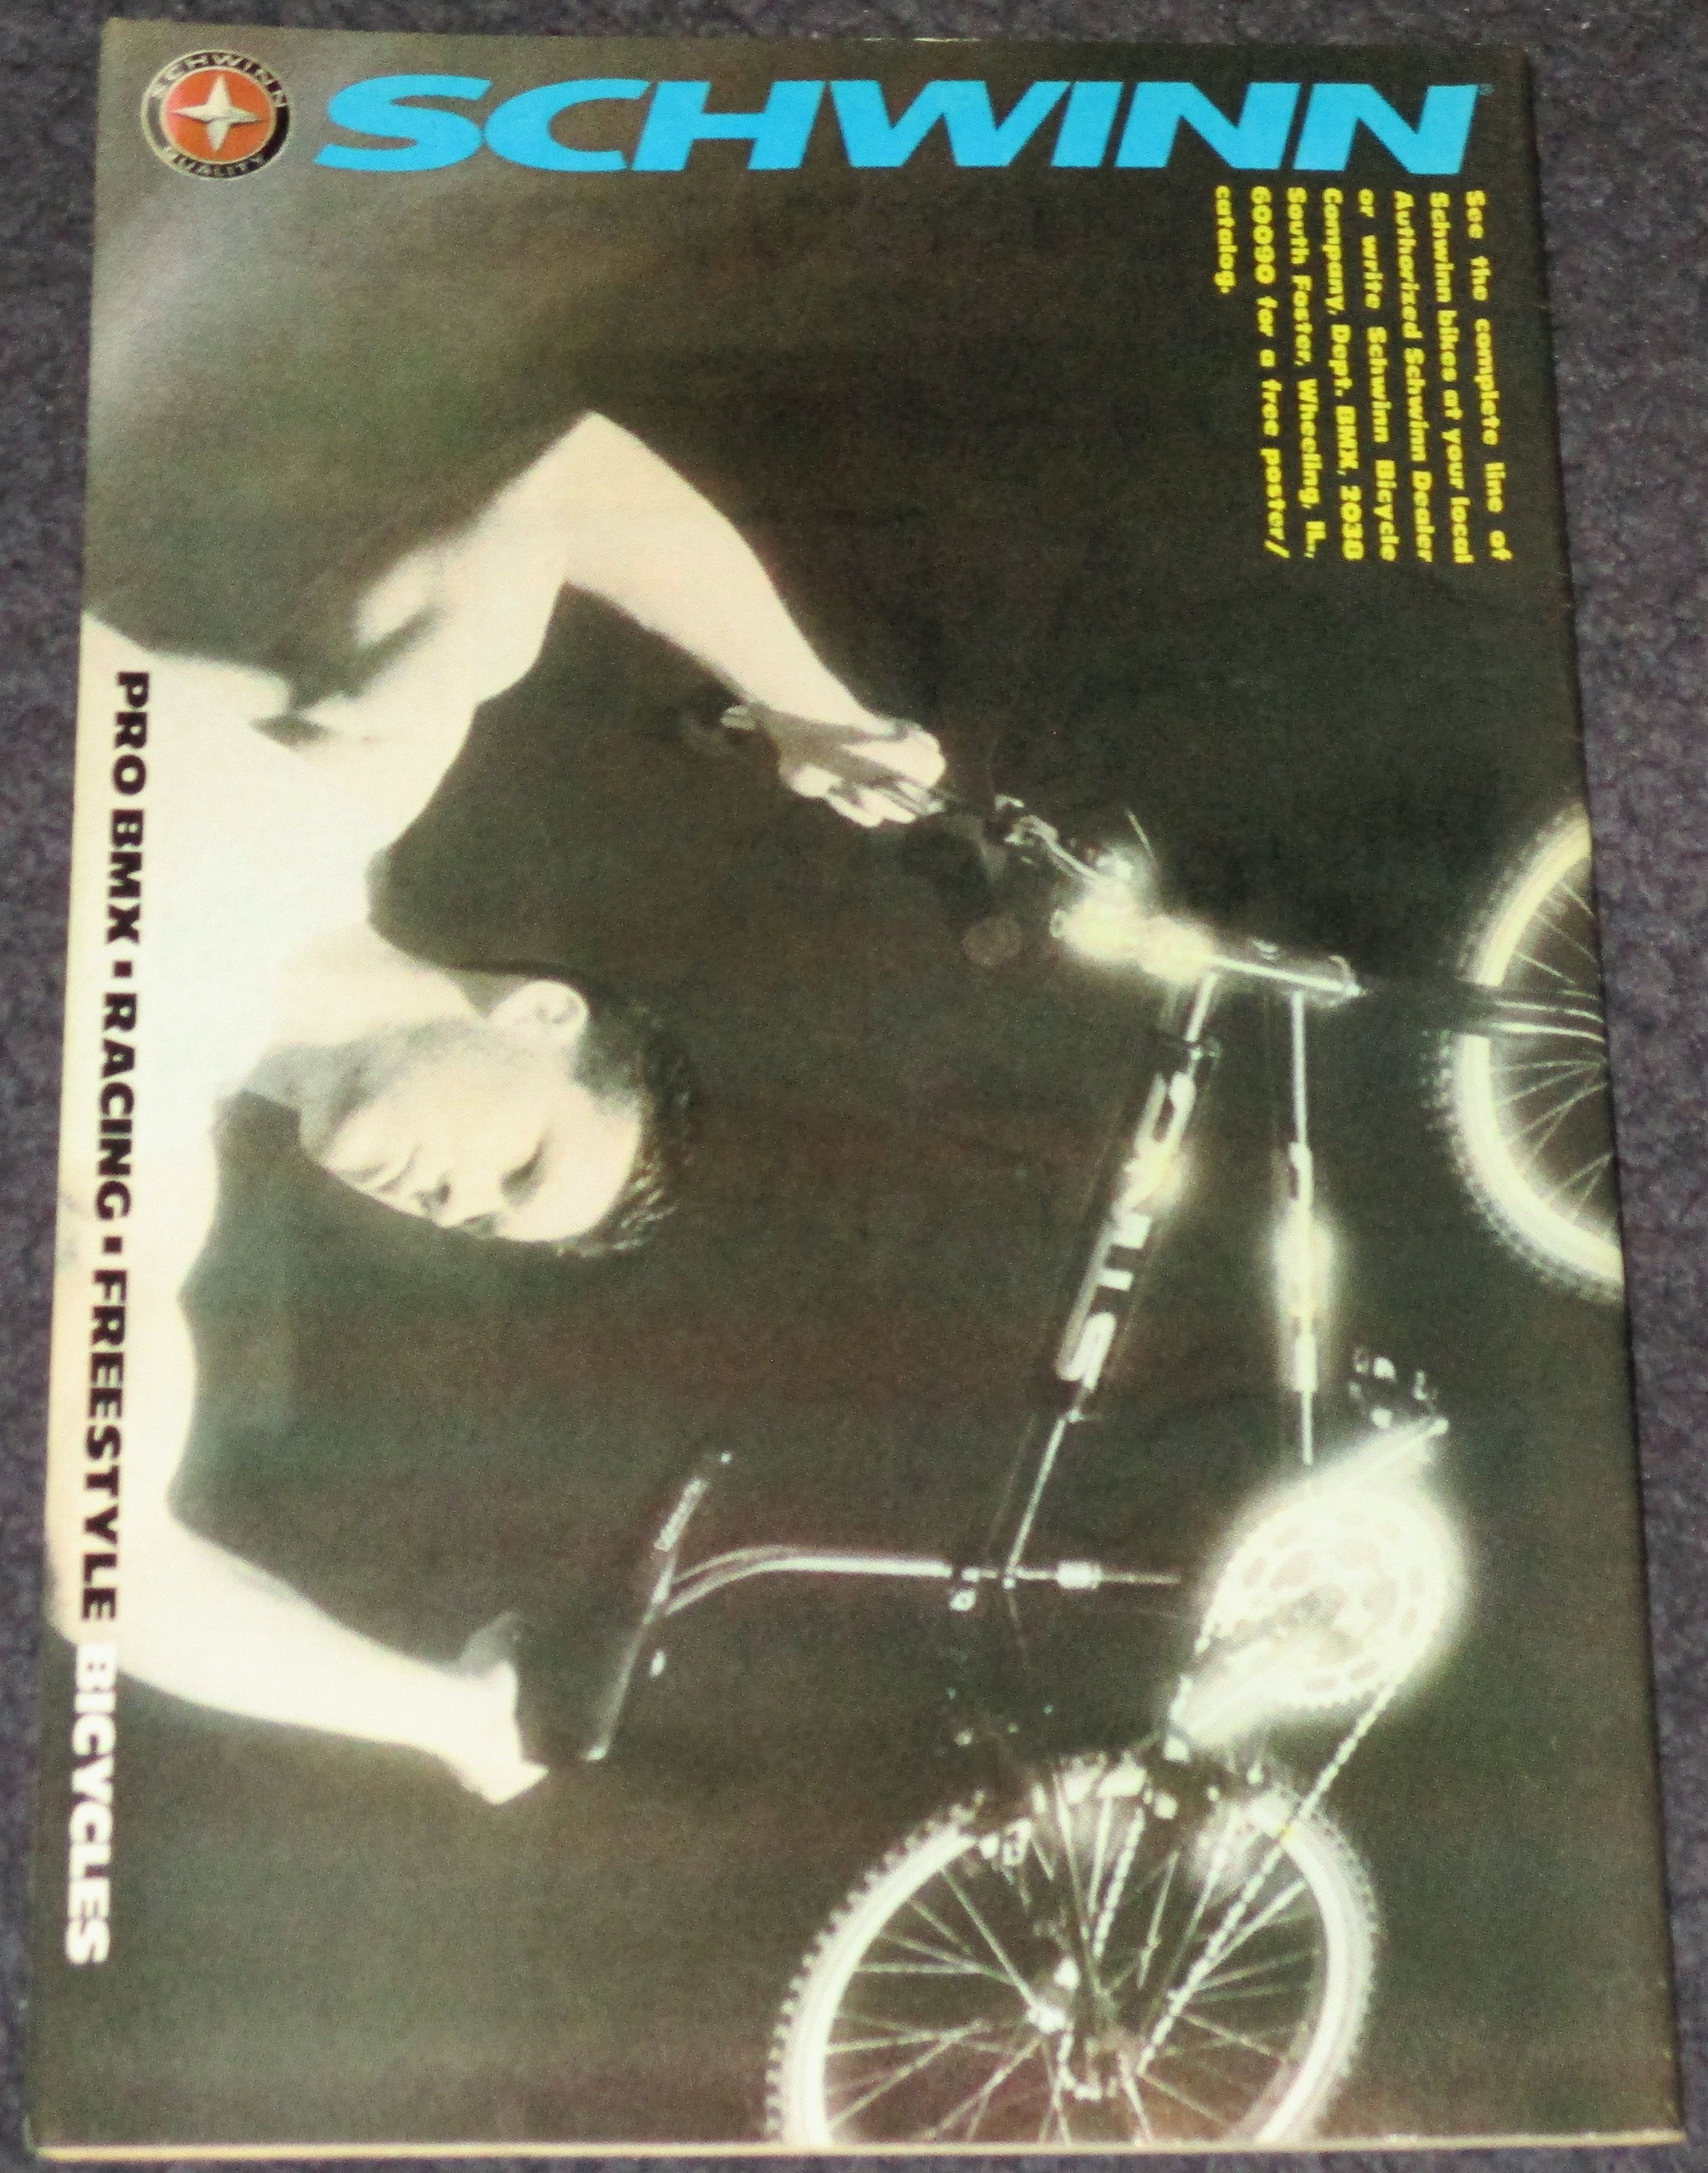 SCHWINN
QUALITY
SCHWINN
See the complete line of
Schwinn bikes at your local
Authorized Schwinn Dealer
or write Schwinn Bicycle
Company, Dept. BMX, 2038
South Foster, Wheeling, IL,
60090 for a free poster/
catalog.
STING
PRO BMX ▪ RACING ▪ FREESTYLE BICYCLES